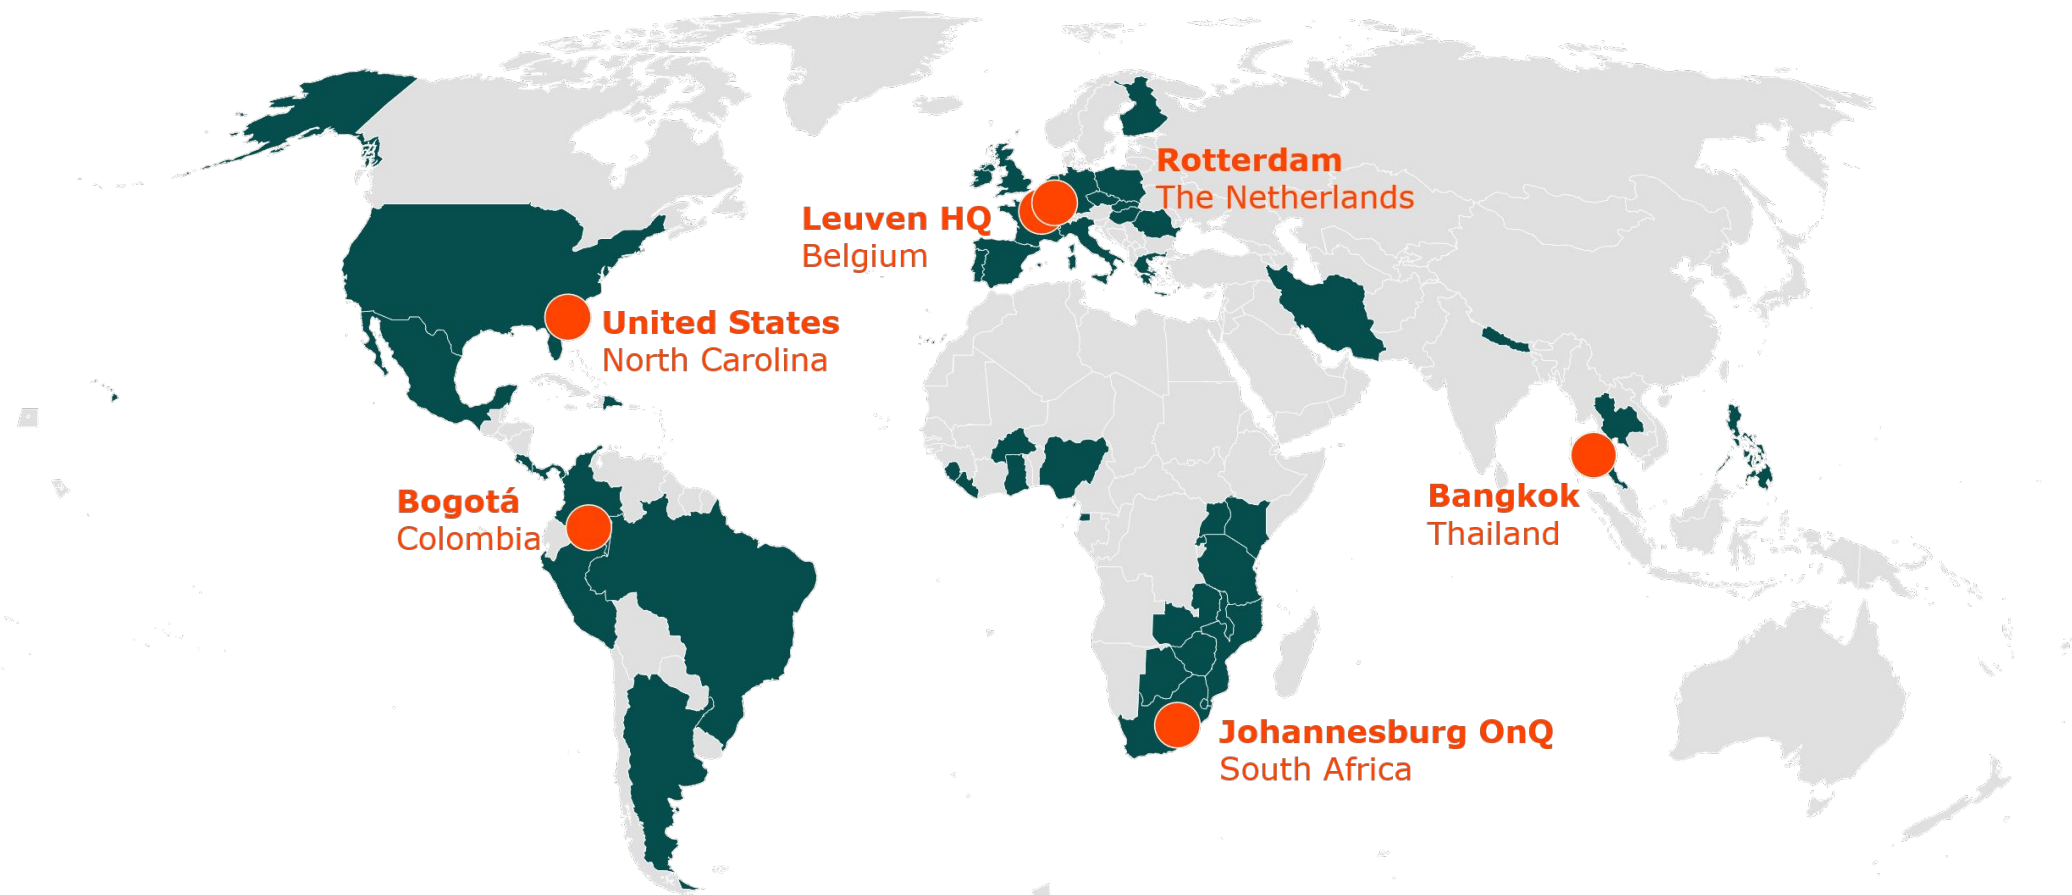 Rotterdam
The Netherlands
Leuven HQ
Belgium
United States
North Carolina
Bogotá
Colombia
Bangkok
Thailand
Johannesburg OnQ
South Africa